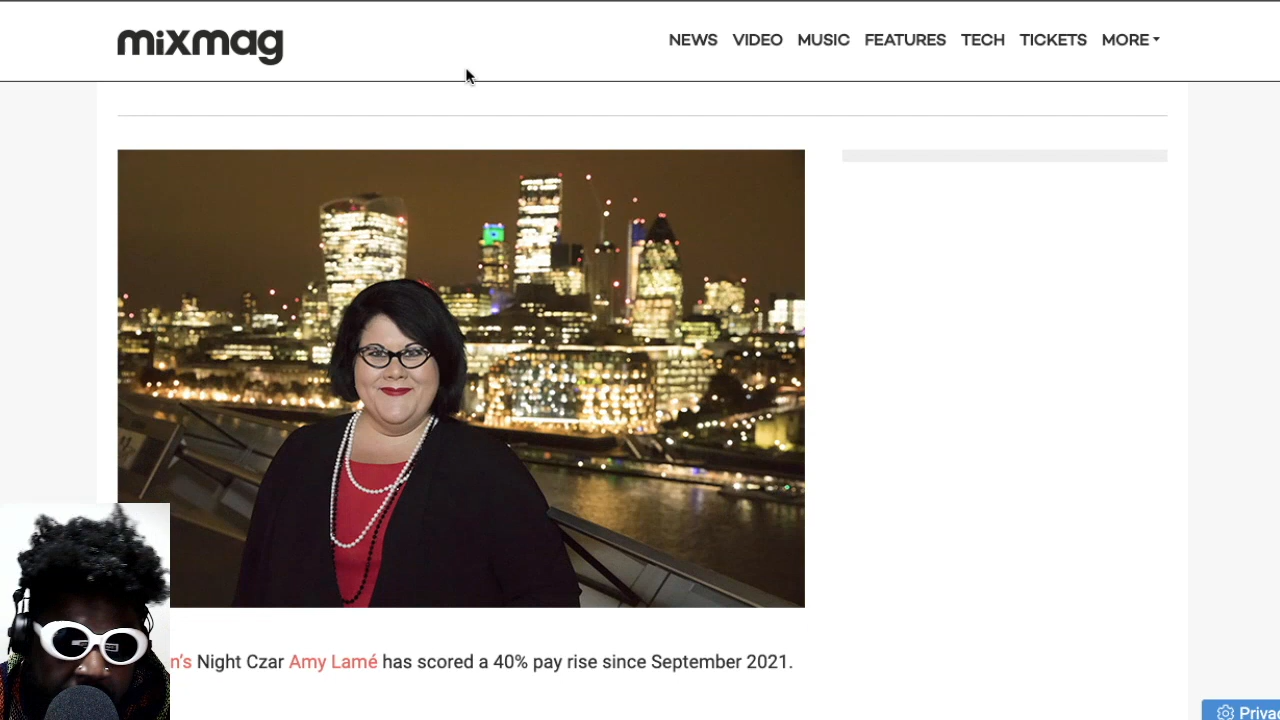 mixmag
NEWS VIDEO MUSIC FEATURES TECH TICKETS MORE
n's Night Czar Amy Lamé has scored a 40% pay rise since September 2021.
Privac